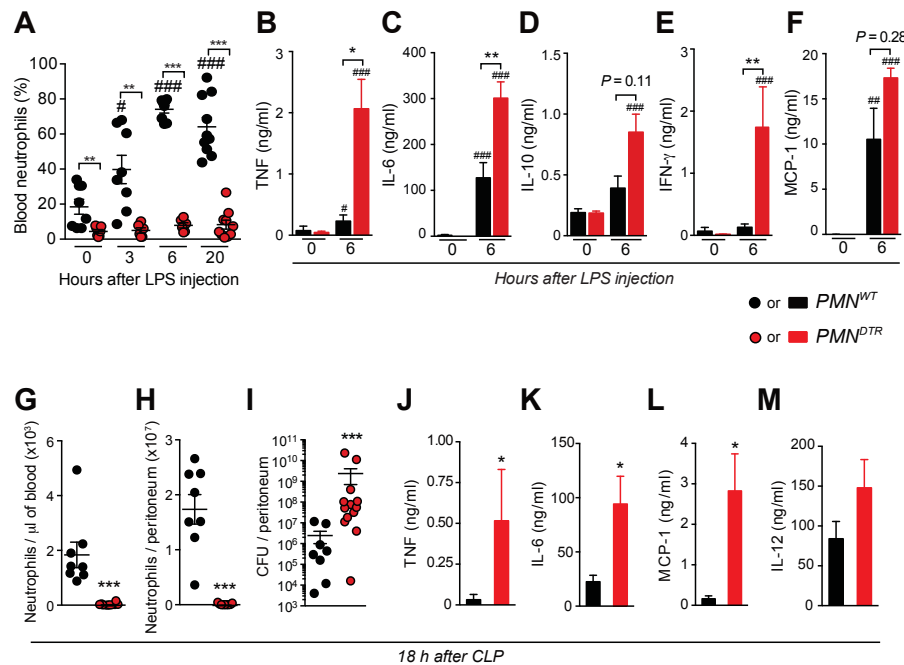 A
Blood neutrophils (%)
100
80
60
40
20
0
**
#
**
###
***
###
***
0 3 6 20
Hours after LPS injection
B
TNF (ng/ml)
3
2
1
0
*
#
###
0 6
C
IL-6 (ng/ml)
400
300
200
100
0
**
###
###
0 6
D
IL-10 (ng/ml)
1.5
1.0
0.5
0.0
P = 0.11
###
0 6
E
IFN-γ (ng/ml)
3
2
1
0
**
###
0 6
F
MCP-1 (ng/ml)
20
15
10
5
0
P = 0.28
##
###
0 6
Hours after LPS injection
or PMN^WT
or PMN^DTR
G
Neutrophils / μl of blood (x10³)
6
4
2
0
***
H
Neutrophils / peritoneum (x10⁷)
3
2
1
0
***
I
CFU / peritoneum
10¹¹
10¹⁰
10⁹
10⁸
10⁷
10⁶
10⁵
10⁴
10³
***
J
TNF (ng/ml)
1.00
0.75
0.50
0.25
0.00
*
K
IL-6 (ng/ml)
150
100
50
0
*
L
MCP-1 (ng/ml)
4
3
2
1
0
*
M
IL-12 (ng/ml)
200
150
100
50
0
18 h after CLP